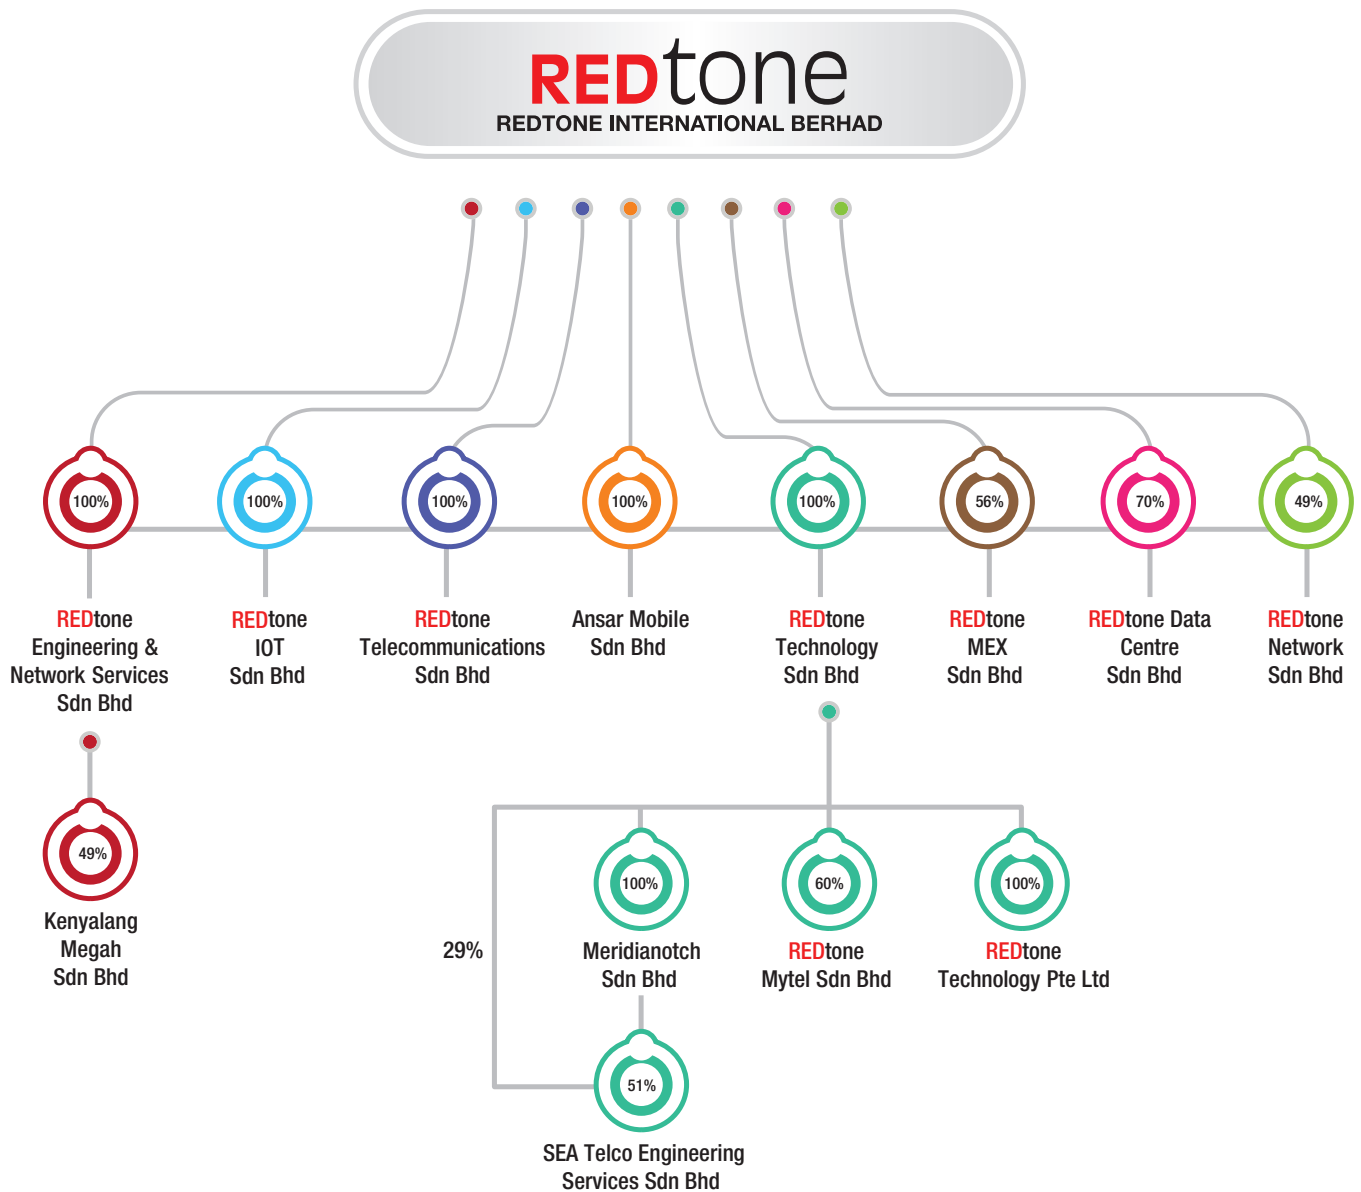 REDtone
REDTONE INTERNATIONAL BERHAD
100%
REDtone
Engineering &
Network Services
Sdn Bhd
100%
REDtone
IOT
Sdn Bhd
100%
REDtone
Telecommunications
Sdn Bhd
100%
Ansar Mobile
Sdn Bhd
100%
REDtone
Technology
Sdn Bhd
56%
REDtone
MEX
Sdn Bhd
70%
REDtone Data
Centre
Sdn Bhd
49%
REDtone
Network
Sdn Bhd
49%
Kenyalang
Megah
Sdn Bhd
29%
100%
Meridianotch
Sdn Bhd
60%
REDtone
Mytel Sdn Bhd
100%
REDtone
Technology Pte Ltd
51%
SEA Telco Engineering
Services Sdn Bhd